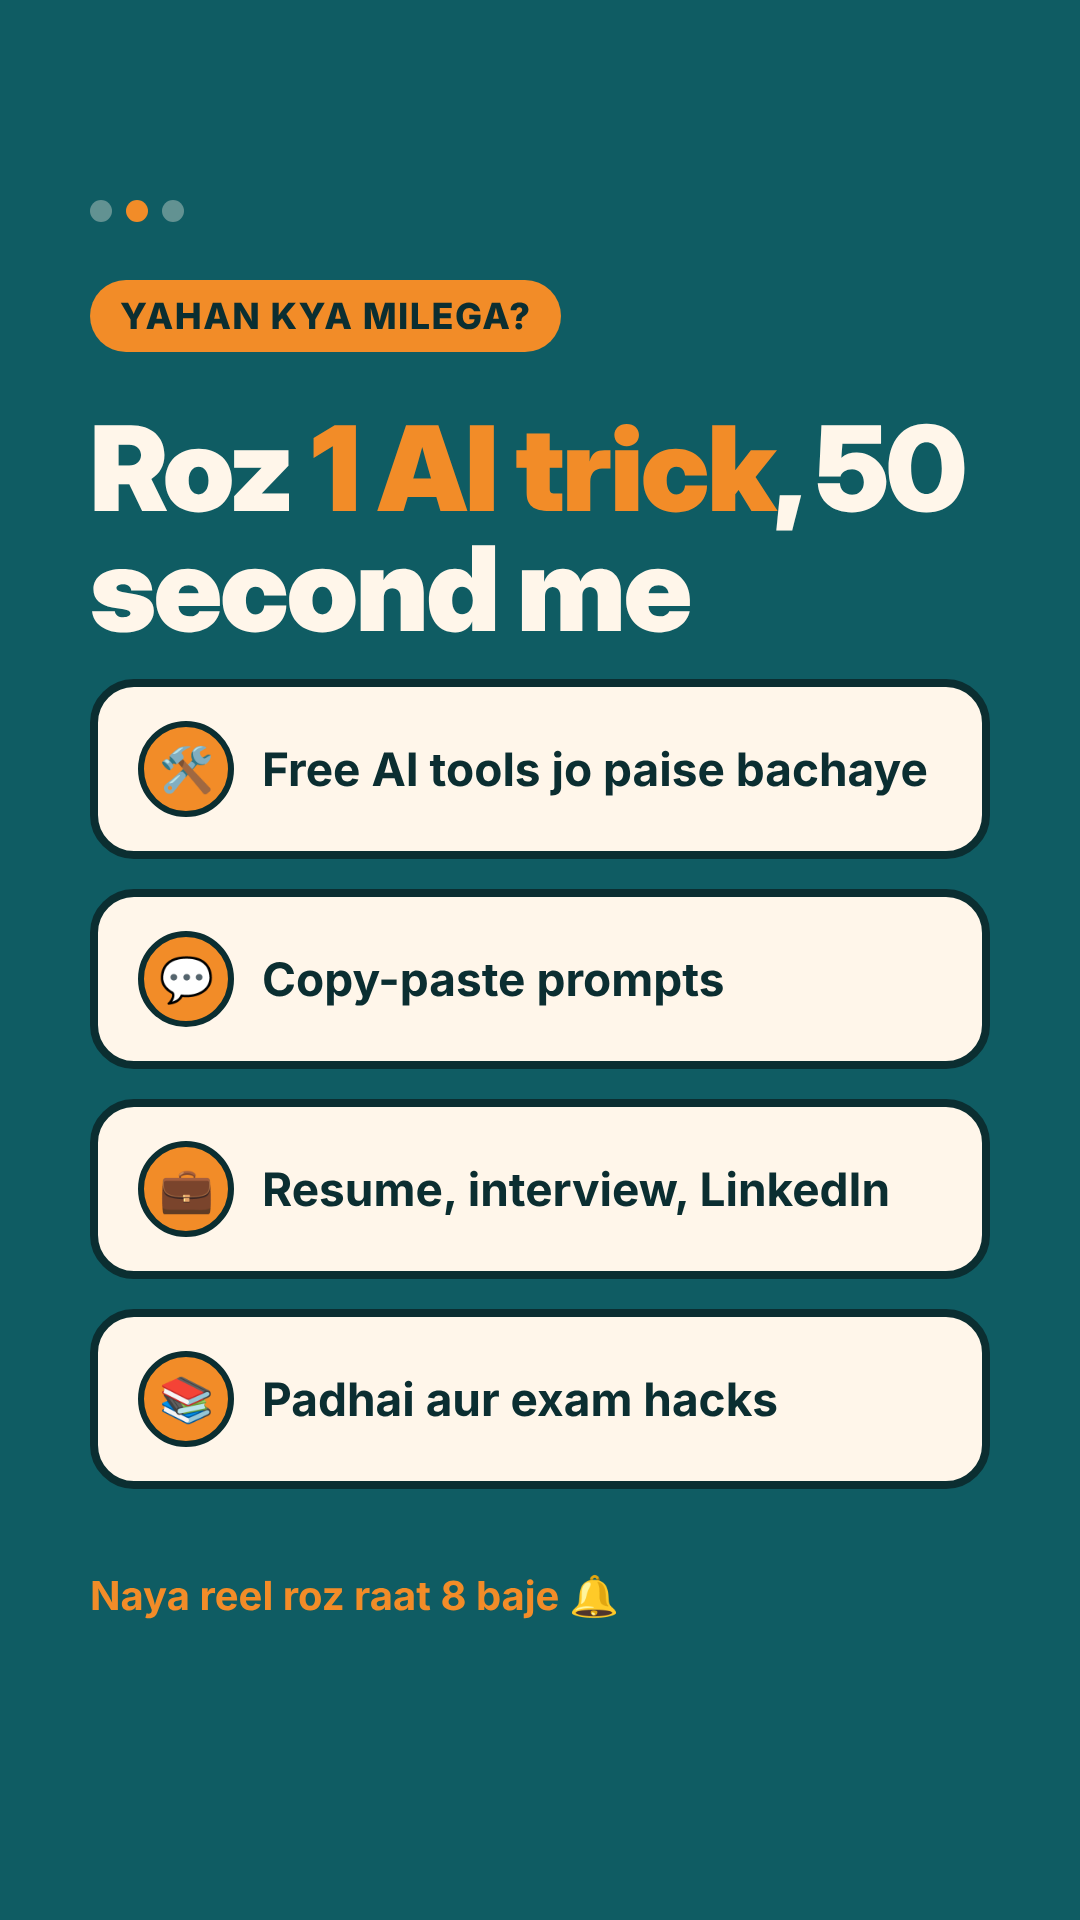 YAHAN KYA MILEGA?
Roz 1 AI trick, 50
second me
Free AI tools jo paise bachaye
Copy-paste prompts
Resume, interview, LinkedIn
Padhai aur exam hacks
Naya reel roz raat 8 baje 🔔